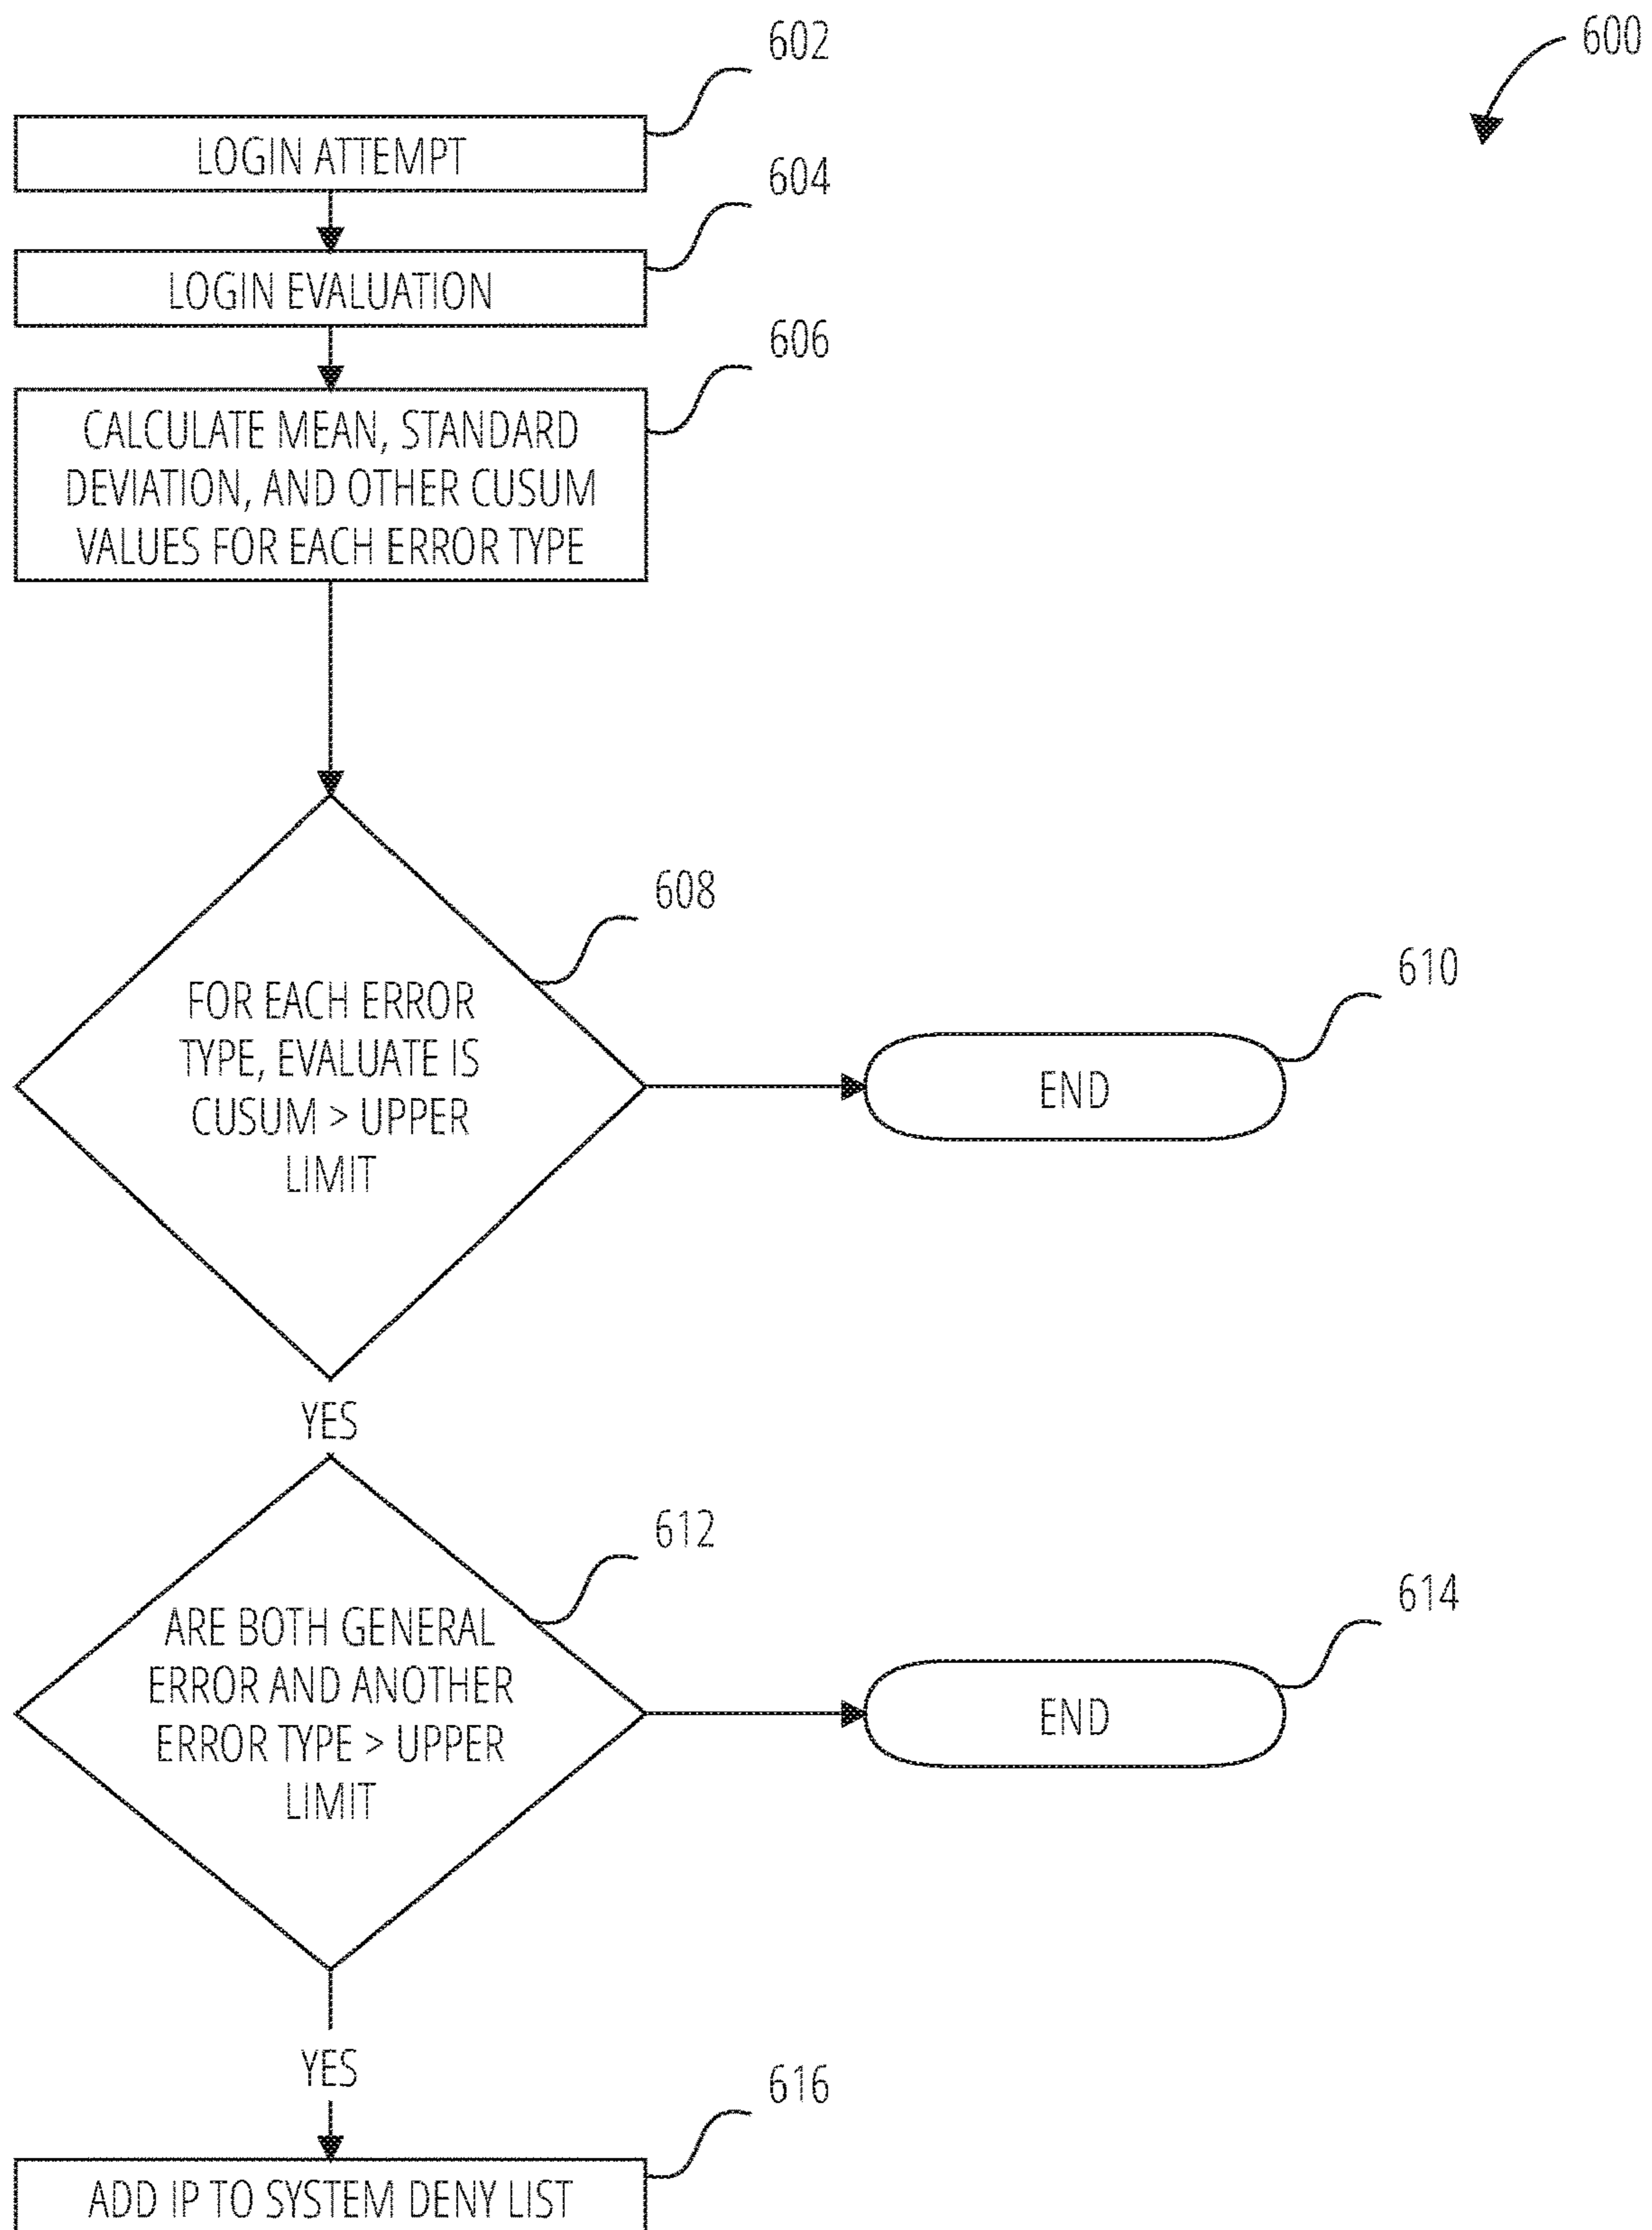 600
602
LOGIN ATTEMPT
604
LOGIN EVALUATION
606
CALCULATE MEAN, STANDARD
DEVIATION, AND OTHER CUSUM
VALUES FOR EACH ERROR TYPE
608
FOR EACH ERROR
TYPE, EVALUATE IS
CUSUM > UPPER
LIMIT
610
END
YES
612
ARE BOTH GENERAL
ERROR AND ANOTHER
ERROR TYPE > UPPER
LIMIT
614
END
YES
616
ADD IP TO SYSTEM DENY LIST